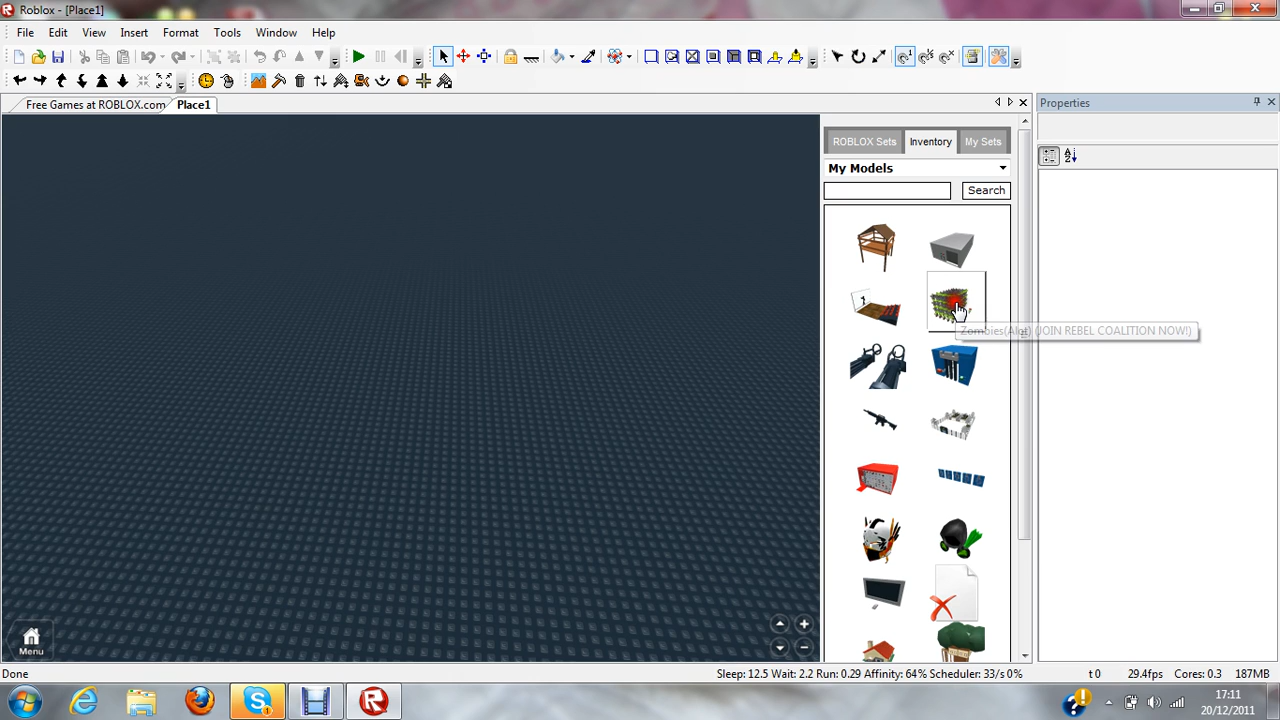 Roblox - [Place1]
File Edit View Insert Format Tools Window Help
Free Games at ROBLOX.com Place1
Properties
ROBLOX Sets Inventory My Sets
My Models
Search
Zombies(Alot) (JOIN REBEL COALITION NOW!)
Menu
Done Sleep: 12.5 Wait: 2.2 Run: 0.29 Affinity: 64% Scheduler: 33/s 0% t 0 29.4fps Cores: 0.3 187MB
17:11
20/12/2011